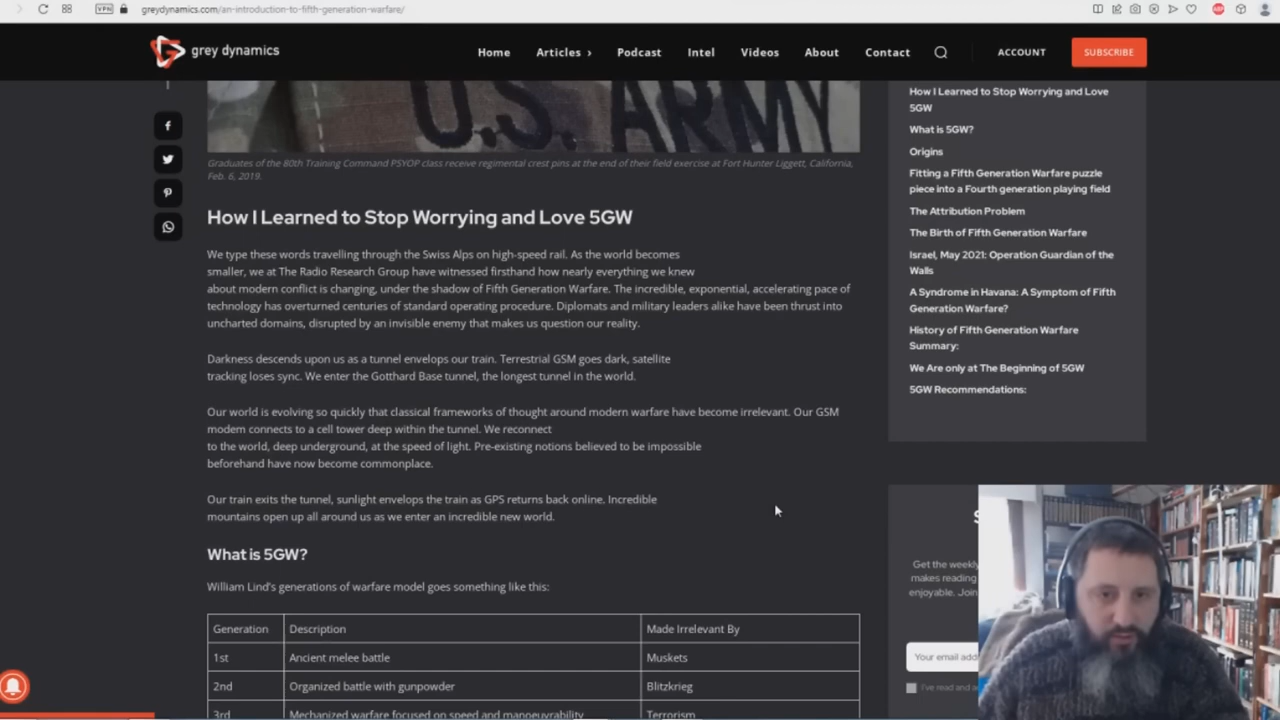 VPN
greydynamics.com/an-introduction-to-fifth-generation-warfare/
grey dynamics
Home
Articles ›
Podcast
Intel
Videos
About
Contact
ACCOUNT
SUBSCRIBE
U.S. ARMY
Graduates of the 80th Training Command PSYOP class receive regimental crest pins at the end of their field exercise at Fort Hunter Liggett, California,
Feb. 6, 2019.
How I Learned to Stop Worrying and Love 5GW
We type these words travelling through the Swiss Alps on high-speed rail. As the world becomes
smaller, we at The Radio Research Group have witnessed firsthand how nearly everything we knew
about modern conflict is changing, under the shadow of Fifth Generation Warfare. The incredible, exponential, accelerating pace of
technology has overturned centuries of standard operating procedure. Diplomats and military leaders alike have been thrust into
uncharted domains, disrupted by an invisible enemy that makes us question our reality.
Darkness descends upon us as a tunnel envelops our train. Terrestrial GSM goes dark, satellite
tracking loses sync. We enter the Gotthard Base tunnel, the longest tunnel in the world.
Our world is evolving so quickly that classical frameworks of thought around modern warfare have become irrelevant. Our GSM
modem connects to a cell tower deep within the tunnel. We reconnect
to the world, deep underground, at the speed of light. Pre-existing notions believed to be impossible
beforehand have now become commonplace.
Our train exits the tunnel, sunlight envelops the train as GPS returns back online. Incredible
mountains open up all around us as we enter an incredible new world.
What is 5GW?
William Lind's generations of warfare model goes something like this:
Generation Description Made Irrelevant By
1st Ancient melee battle Muskets
2nd Organized battle with gunpowder Blitzkrieg
3rd Mechanized warfare focused on speed and manoeuvrability Terrorism
How I Learned to Stop Worrying and Love
5GW
What is 5GW?
Origins
Fitting a Fifth Generation Warfare puzzle
piece into a Fourth generation playing field
The Attribution Problem
The Birth of Fifth Generation Warfare
Israel, May 2021: Operation Guardian of the
Walls
A Syndrome in Havana: A Symptom of Fifth
Generation Warfare?
History of Fifth Generation Warfare
Summary:
We Are only at The Beginning of 5GW
5GW Recommendations:
Get the weekly
makes reading
enjoyable. Join
Your email add
I've read and a